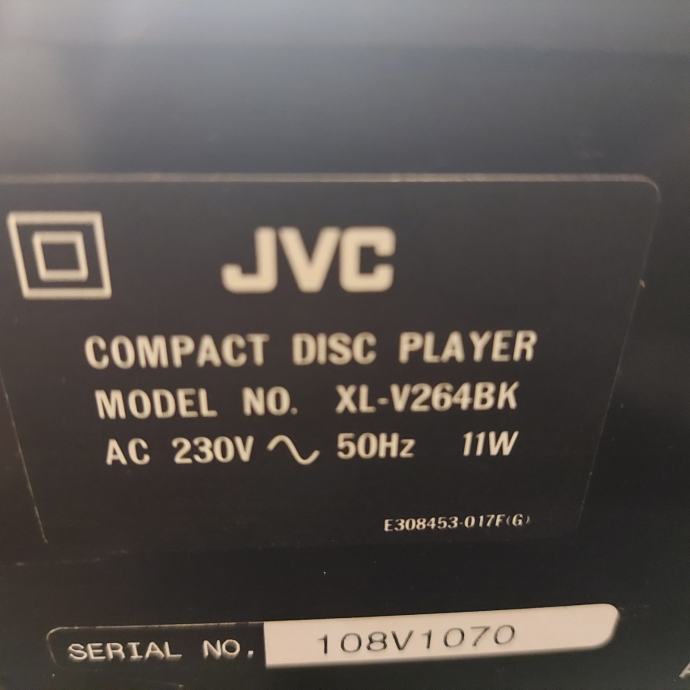 JVC
COMPACT DISC PLAYER
MODEL NO. XL-V264BK
AC 230V ~ 50Hz 11W
E308453-017F(G)
SERIAL NO. 108V1070